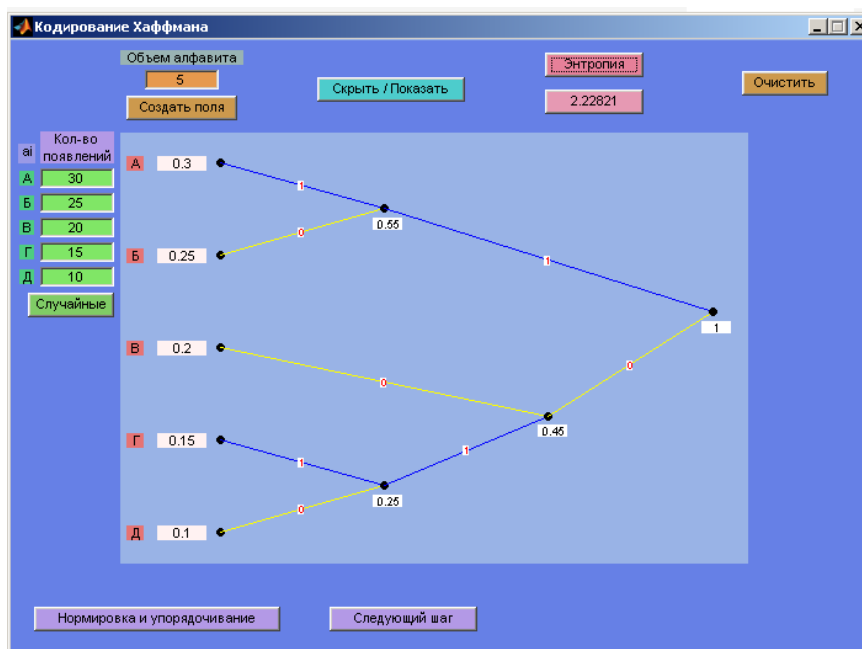 Кодирование Хаффмана
Объем алфавита
5
Создать поля
Скрыть / Показать
Энтропия
2.22821
Очистить
ai
Кол-во
появлений
А 30
Б 25
В 20
Г 15
Д 10
Случайные
А 0.3
1
0.55
0
Б 0.25
1
1
В 0.2
0
0
0.45
Г 0.15
1
1
0.25
0
Д 0.1
Нормировка и упорядочивание
Следующий шаг